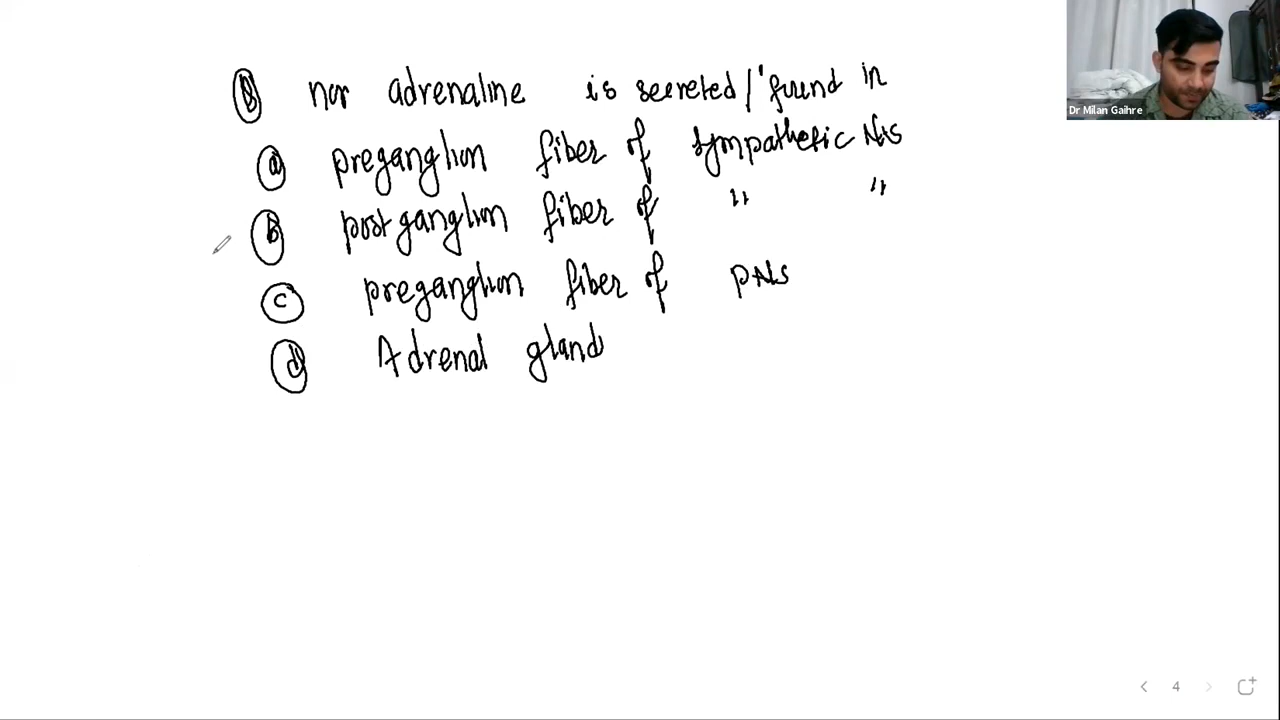 Q nor adrenaline is secreted / found in
a preganglion fiber of sympathetic NS
b postganglion fiber of " "
c preganglion fiber of PNS
d Adrenal gland
Dr Milan Gaihre
4